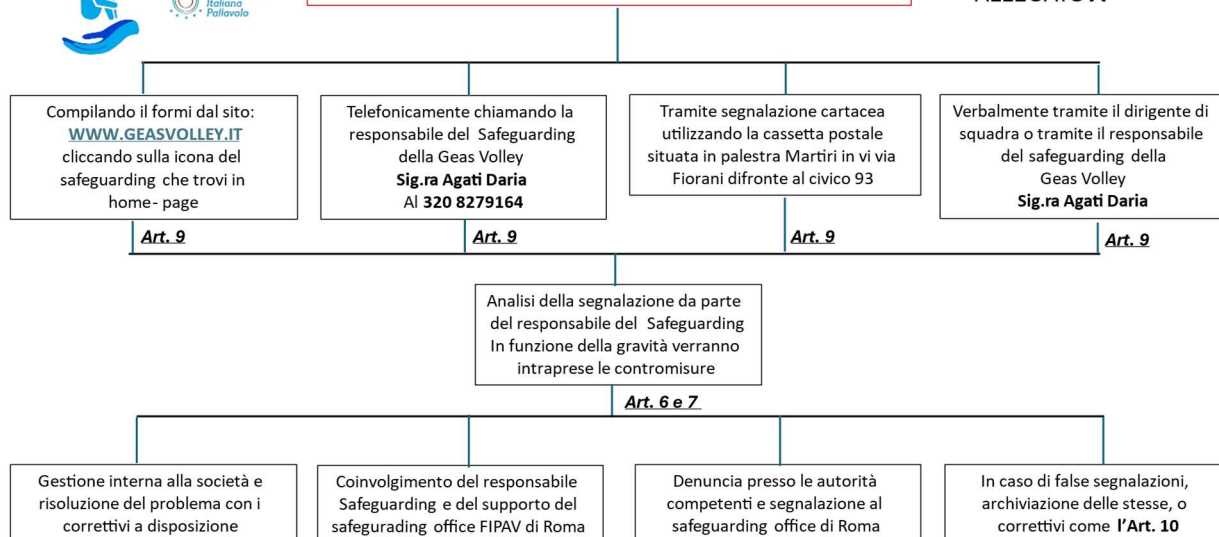 Italiana
Pallavolo
Compilando il formi dal sito:
WWW.GEASVOLLEY.IT
cliccando sulla icona del
safeguarding che trovi in
home- page
Telefonicamente chiamando la
responsabile del Safeguarding
della Geas Volley
Sig.ra Agati Daria
Al 320 8279164
Tramite segnalazione cartacea
utilizzando la cassetta postale
situata in palestra Martiri in vi via
Fiorani difronte al civico 93
Verbalmente tramite il dirigente di
squadra o tramite il responsabile
del safeguarding della
Geas Volley
Sig.ra Agati Daria
Art. 9
Art. 9
Art. 9
Art. 9
Analisi della segnalazione da parte
del responsabile del Safeguarding
In funzione della gravità verranno
intraprese le contromisure
Art. 6 e 7
Gestione interna alla società e
risoluzione del problema con i
correttivi a disposizione
Coinvolgimento del responsabile
Safeguarding e del supporto del
safegurading office FIPAV di Roma
Denuncia presso le autorità
competenti e segnalazione al
safeguarding office di Roma
In caso di false segnalazioni,
archiviazione delle stesse, o
correttivi come l'Art. 10